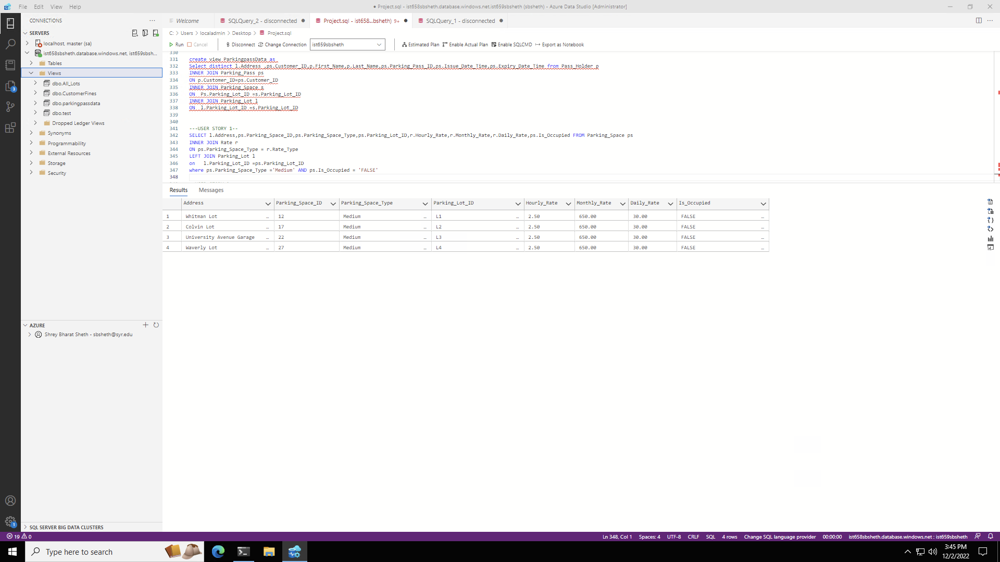 File Edit View Help
● Project.sql - ist658sbsheth.database.windows.net.ist659sbsheth (sbsheth) - Azure Data Studio [Administrator]
CONNECTIONS
Welcome
SQLQuery_2 - disconnected
Project.sql - ist658...bsheth) 9+
SQLQuery_1 - disconnected
SERVERS
C: > Users > localadmin > Desktop > Project.sql
localhost, master (sa)
Run Cancel Disconnect Change Connection ist659sbsheth Estimated Plan Enable Actual Plan Enable SQLCMD Export as Notebook
ist658sbsheth.database.windows.net, ist659sbsh...
Tables
Views
dbo.All_Lots
dbo.CustomerFines
dbo.parkingpassdata
dbo.test
Dropped Ledger Views
Synonyms
Programmability
External Resources
Storage
Security
330
331 create view ParkingpassData as
332 Select distinct l.Address ,ps.Customer_ID,p.First_Name,p.Last_Name,ps.Parking_Pass_ID,ps.Issue_Date_Time,ps.Expiry_Date_Time from Pass_Holder p
333 INNER JOIN Parking_Pass ps
334 ON p.Customer_ID=ps.Customer_ID
335 INNER JOIN Parking_Space s
336 ON  Ps.Parking_Lot_ID =s.Parking_Lot_ID
337 INNER JOIN Parking_Lot l
338 ON  l.Parking_Lot_ID =s.Parking_Lot_ID
339
340
341 ---USER STORY 1--
342 SELECT l.Address,ps.Parking_Space_ID,ps.Parking_Space_Type,ps.Parking_Lot_ID,r.Hourly_Rate,r.Monthly_Rate,r.Daily_Rate,ps.Is_Occupied FROM Parking_Space ps
343 INNER JOIN Rate r
344 ON ps.Parking_Space_Type = r.Rate_Type
345 LEFT JOIN Parking_Lot l
346 on   l.Parking_Lot_ID =ps.Parking_Lot_ID
347 where ps.Parking_Space_Type ='Medium' AND ps.Is_Occupied = 'FALSE'
348
Results Messages
Address Parking_Space_ID Parking_Space_Type Parking_Lot_ID Hourly_Rate Monthly_Rate Daily_Rate Is_Occupied
1 Whitman Lot ... 12 Medium ... L1 ... 2.50 650.00 30.00 FALSE ...
2 Colvin Lot ... 17 Medium ... L2 ... 2.50 650.00 30.00 FALSE ...
3 University Avenue Garage ... 22 Medium ... L3 ... 2.50 650.00 30.00 FALSE ...
4 Waverly Lot ... 27 Medium ... L4 ... 2.50 650.00 30.00 FALSE ...
AZURE
Shrey Bharat Sheth - sbsheth@syr.edu
SQL SERVER BIG DATA CLUSTERS
3
1
19 0
Ln 348, Col 1 Spaces: 4 UTF-8 CRLF SQL 4 rows Change SQL language provider 00:00:00 ist658sbsheth.database.windows.net : ist659sbsheth
Type here to search
3:45 PM
12/2/2022